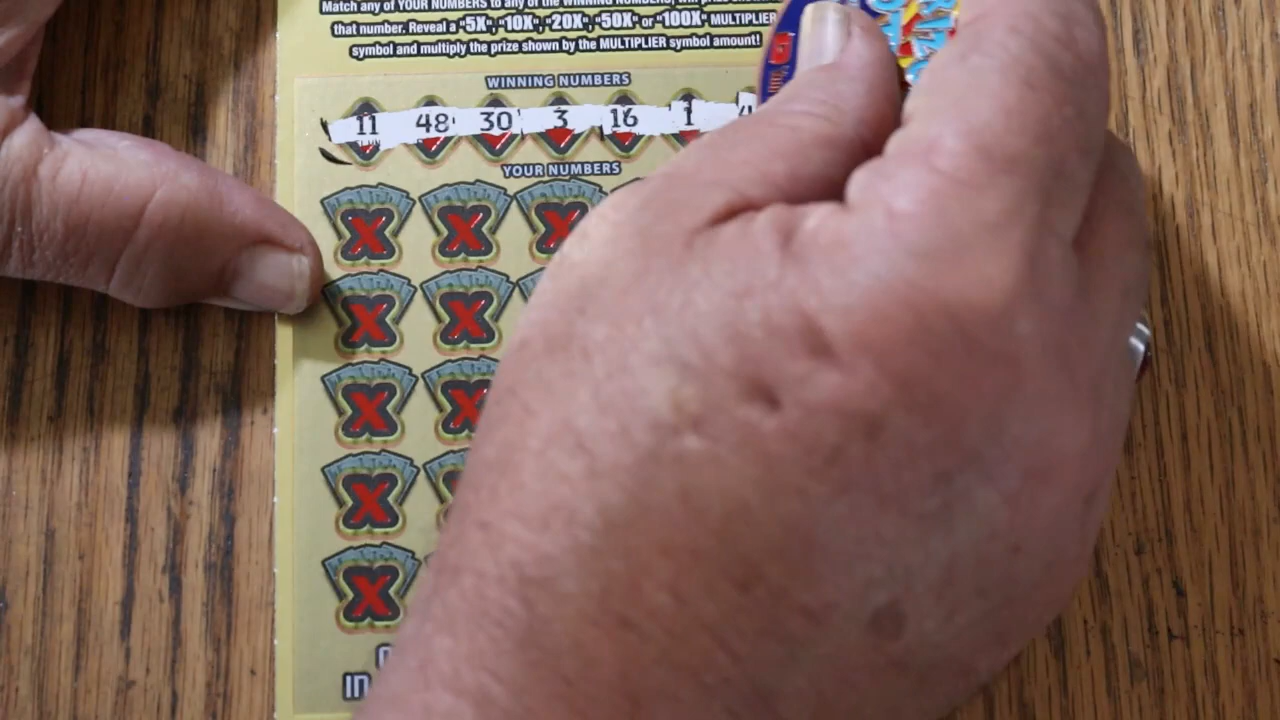 Match any of YOUR NUMBERS to any of the WINNING NUMBERS, win prize
that number. Reveal a "5X", "10X", "20X", "50X" or "100X" MULTIPLIER
symbol and multiply the prize shown by the MULTIPLIER symbol amount!
WINNING NUMBERS
11 48 30 3 16 1 4
YOUR NUMBERS
X X X
X X
X X
X
X